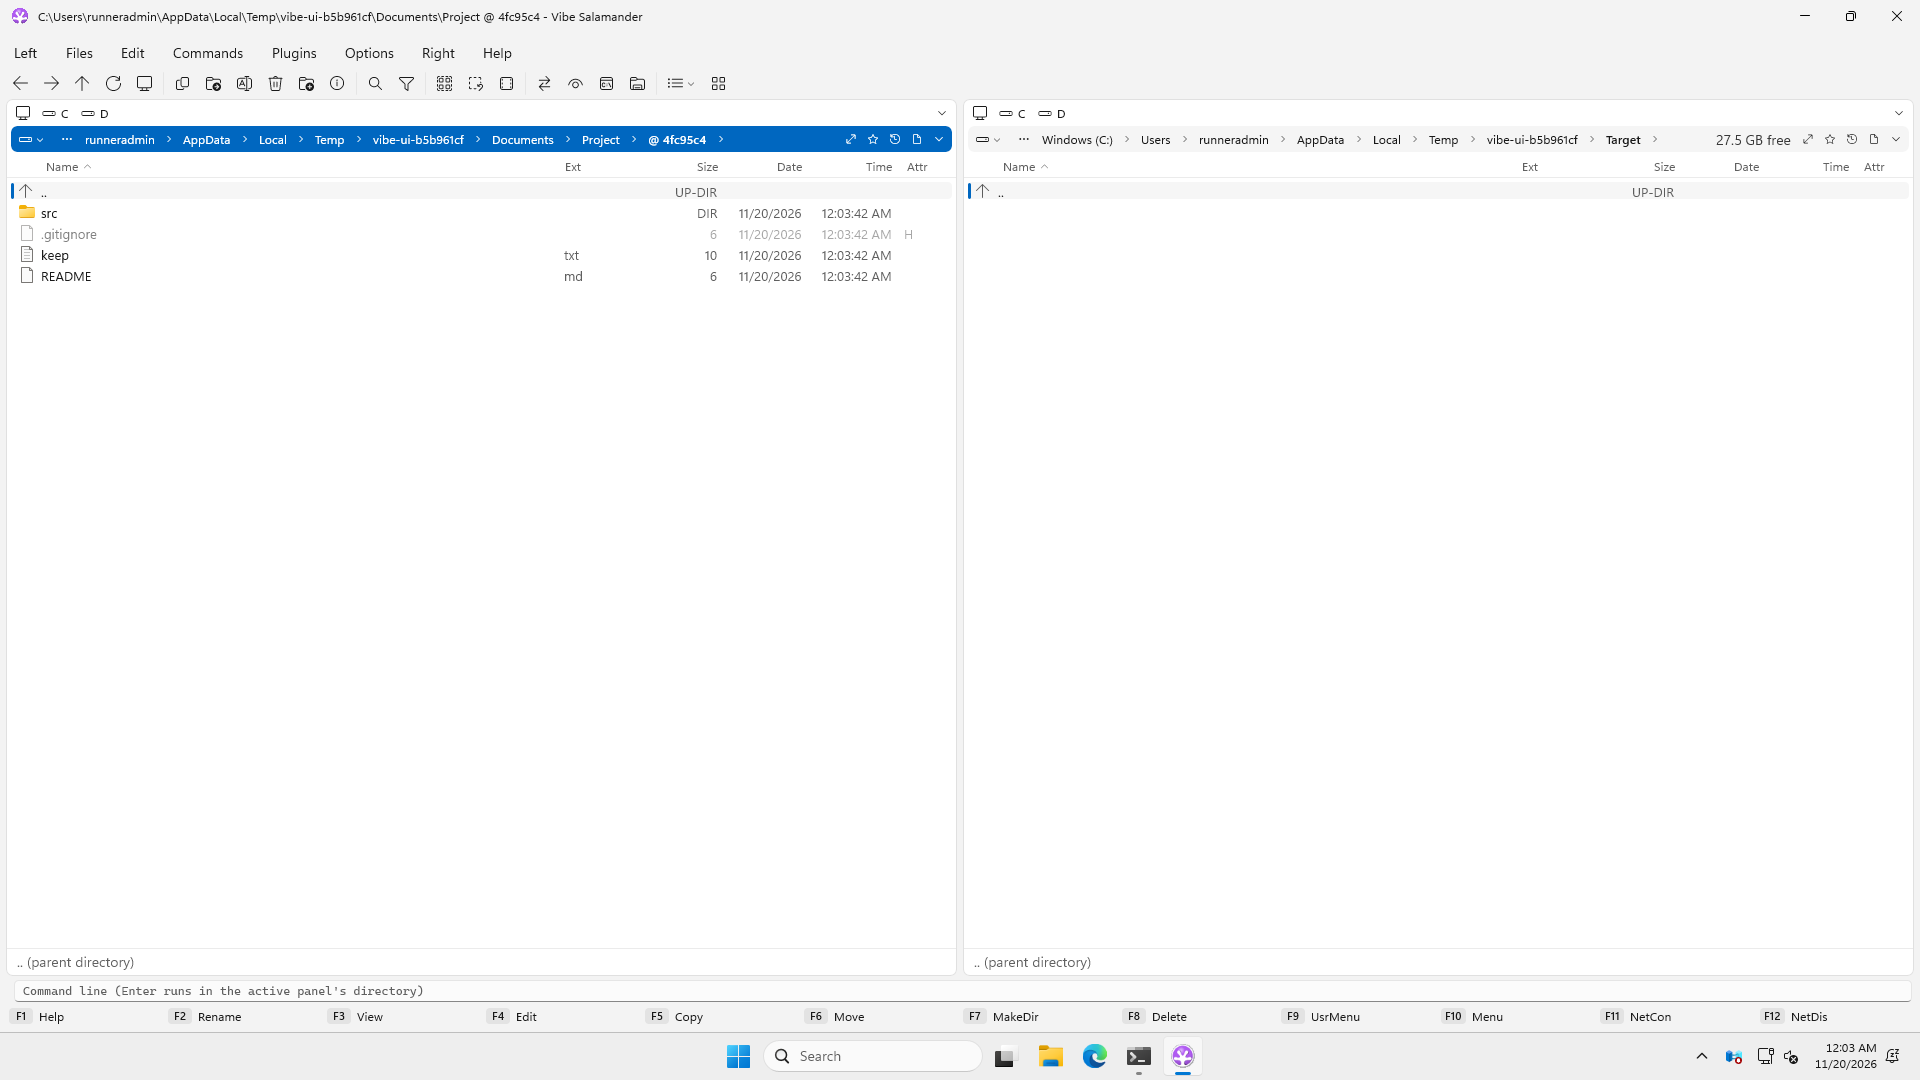 C:\Users\runneradmin\AppData\Local\Temp\vibe-ui-b5b961cf\Documents\Project @ 4fc95c4 - Vibe Salamander
Left Files Edit Commands Plugins Options Right Help
C D
runneradmin AppData Local Temp vibe-ui-b5b961cf Documents Project @ 4fc95c4
Name Ext Size Date Time Attr
.. UP-DIR
src DIR 11/20/2026 12:03:42 AM
.gitignore 6 11/20/2026 12:03:42 AM H
keep txt 10 11/20/2026 12:03:42 AM
README md 6 11/20/2026 12:03:42 AM
.. (parent directory)
C D
Windows (C:) Users runneradmin AppData Local Temp vibe-ui-b5b961cf Target 27.5 GB free
Name Ext Size Date Time Attr
.. UP-DIR
.. (parent directory)
Command line (Enter runs in the active panel's directory)
F1 Help F2 Rename F3 View F4 Edit F5 Copy F6 Move F7 MakeDir F8 Delete F9 UsrMenu F10 Menu F11 NetCon F12 NetDis
Search
12:03 AM
11/20/2026